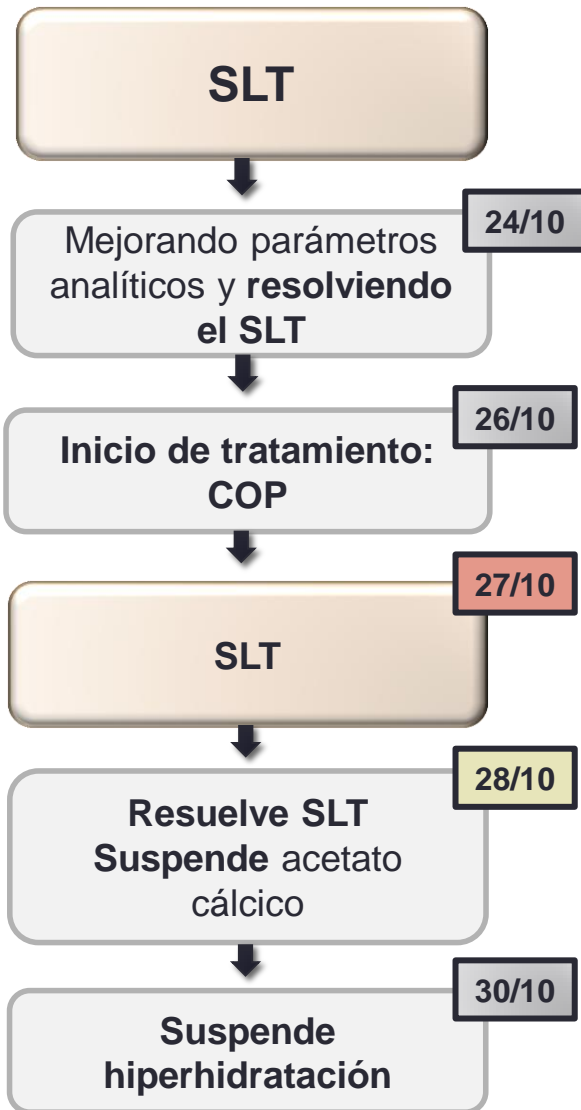 SLT
24/10
Mejorando parámetros
analíticos y resolviendo
el SLT
26/10
Inicio de tratamiento:
COP
27/10
SLT
28/10
Resuelve SLT
Suspende acetato
cálcico
30/10
Suspende
hiperhidratación